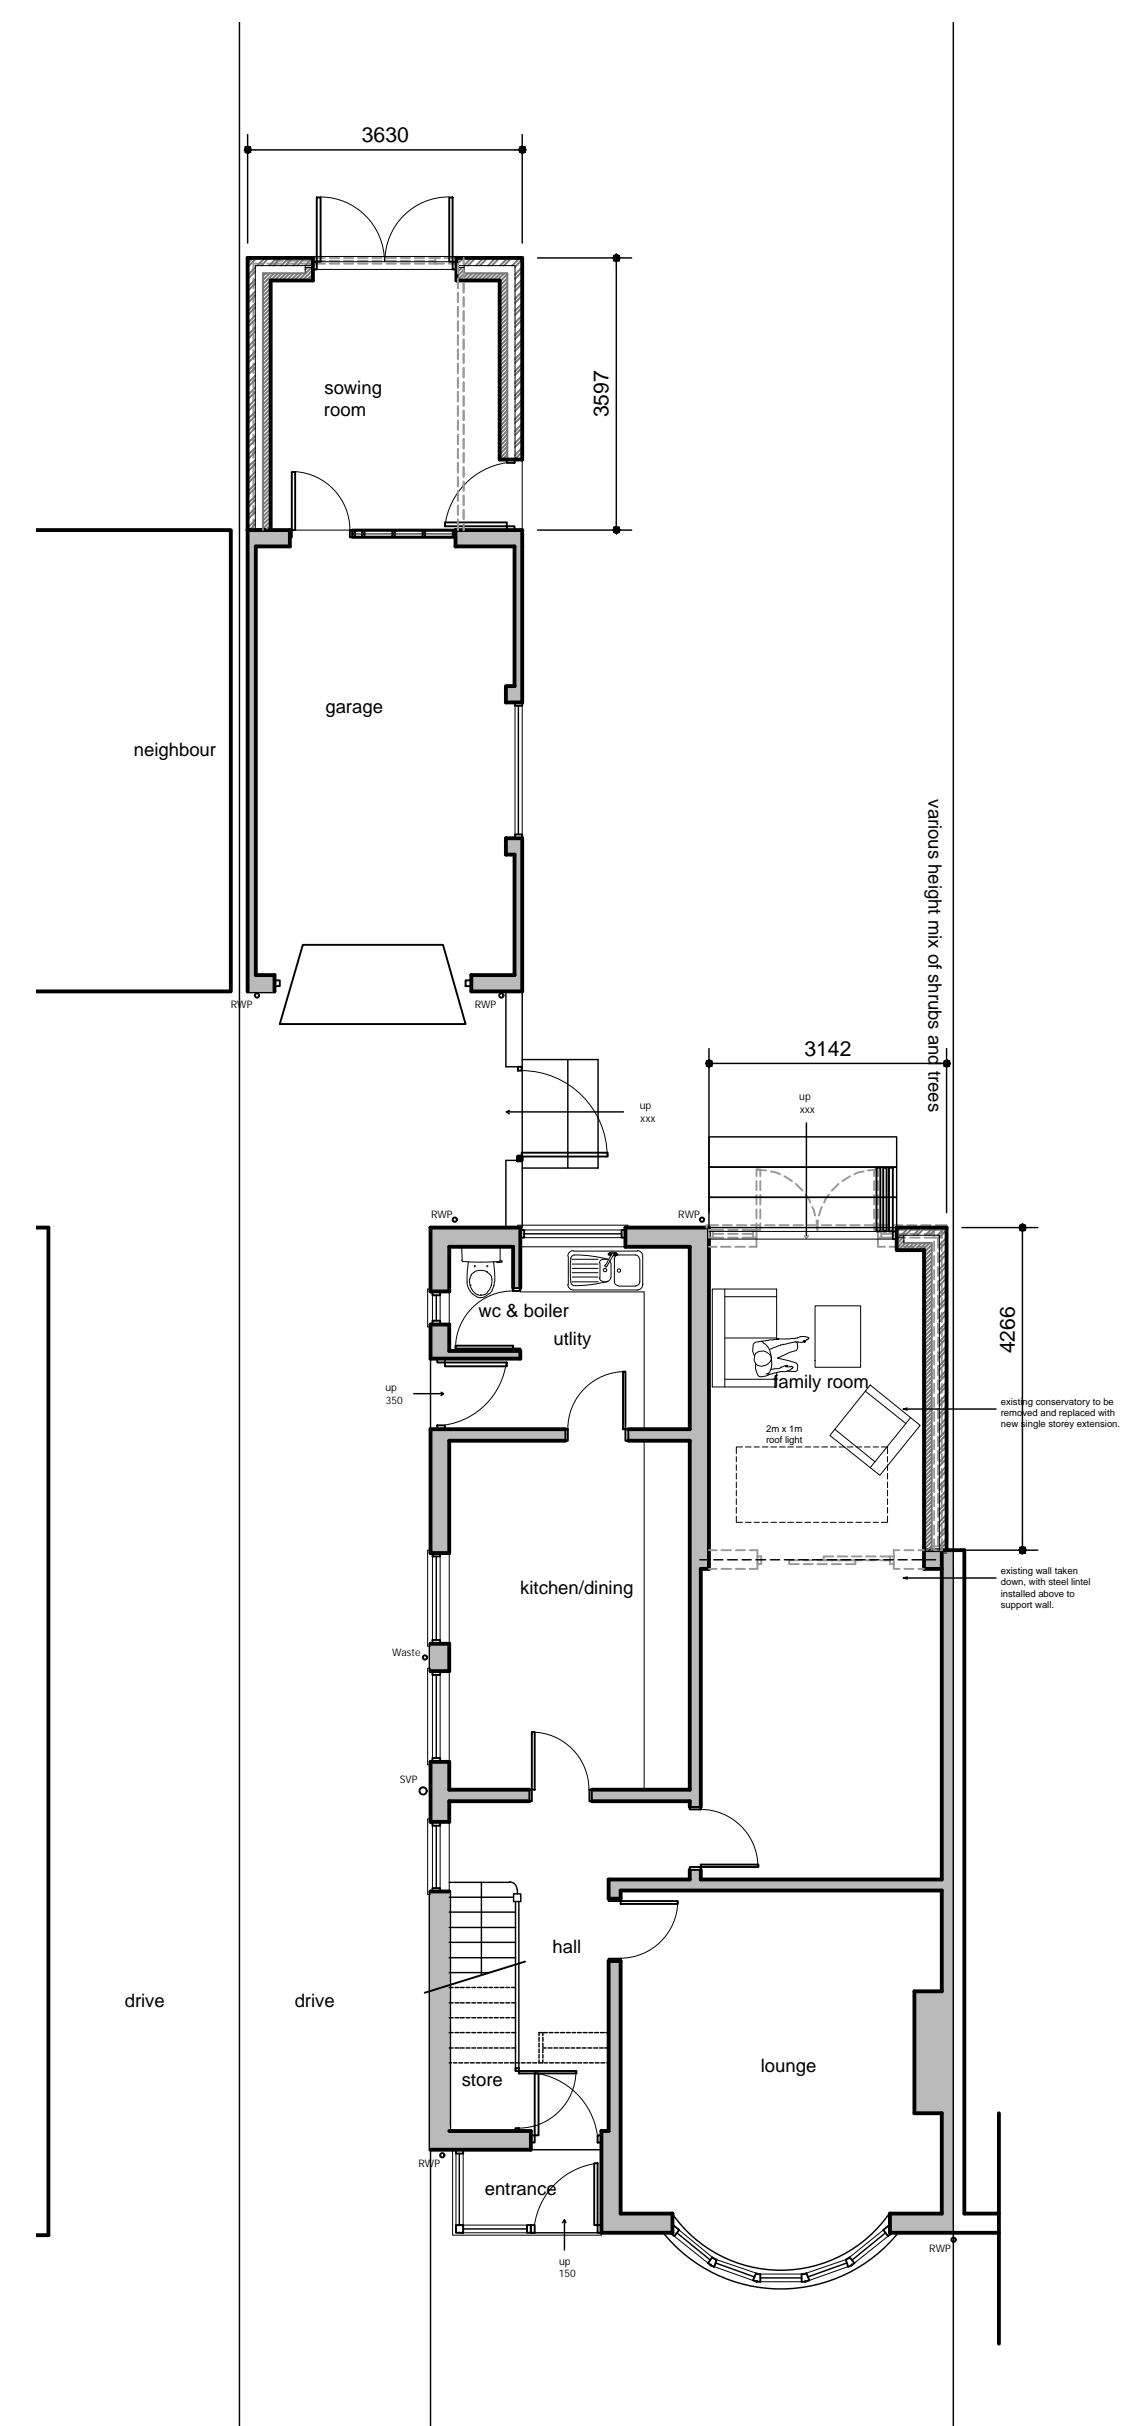 3630
sowing
room
3597
garage
neighbour
various height mix of shrubs and trees
RWP
RWP
3142
up
xxx
up
xxx
RWP
RWP
wc & boiler
utlity
4266
family room
up
350
existing conservatory to be
removed and replaced with
new single storey extension.
2m x 1m
roof light
existing wall taken
down, with steel lintel
installed above to
support wall.
kitchen/dining
Waste
SVP
hall
drive
drive
lounge
store
RWP
entrance
RWP
up
150